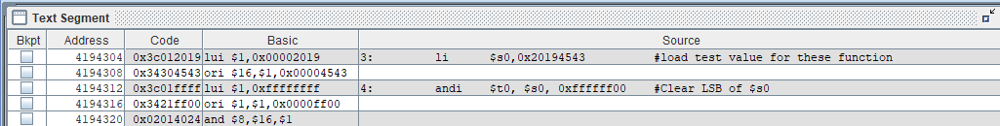 Text Segment
Bkpt Address Code Basic Source
4194304 0x3c012019 lui $1,0x00002019 3: li $s0,0x20194543 #load test value for these function
4194308 0x34304543 ori $16,$1,0x00004543
4194312 0x3c01ffff lui $1,0xffffffff 4: andi $t0, $s0, 0xffffff00 #Clear LSB of $s0
4194316 0x3421ff00 ori $1,$1,0x0000ff00
4194320 0x02014024 and $8,$16,$1